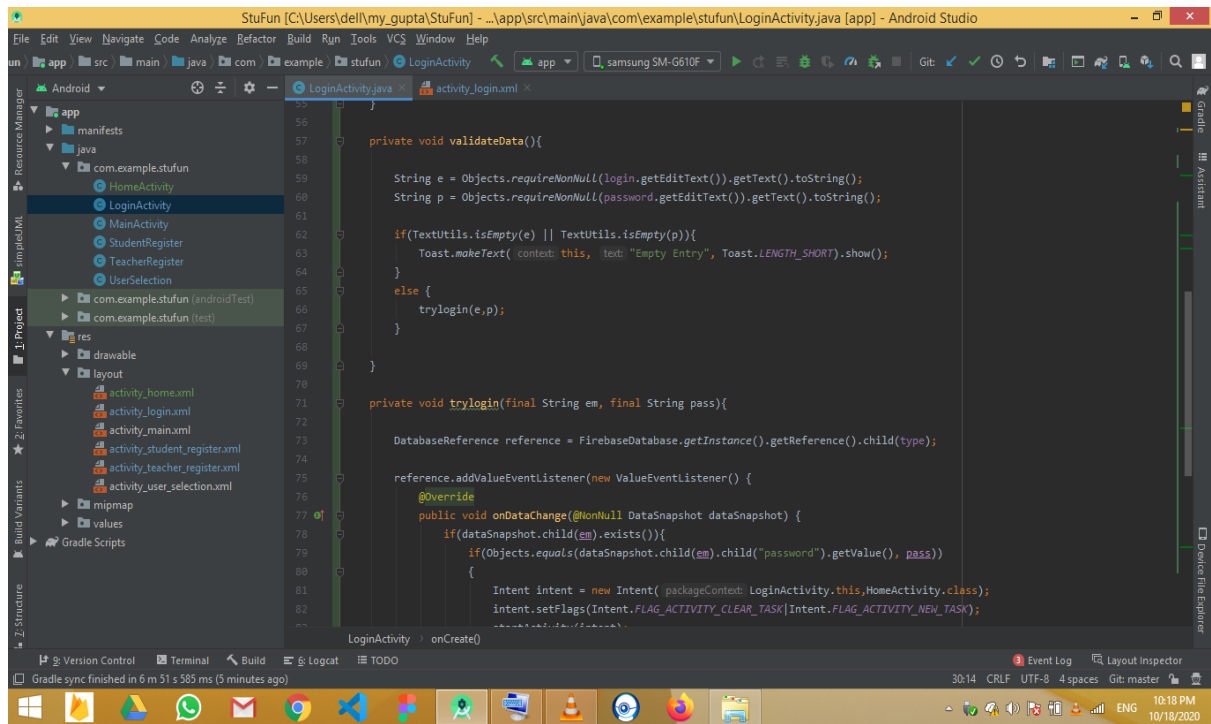 StuFun [C:\Users\dell\my_gupta\StuFun] - ...\app\src\main\java\com\example\stufun\LoginActivity.java [app] - Android Studio
File Edit View Navigate Code Analyze Refactor Build Run Tools VCS Window Help
un app src main java com example stufun LoginActivity app samsung SM-G610F Git:
Android
LoginActivity.java activity_login.xml
Resource Manager
simpleUML
1: Project
2: Favorites
Build Variants
7: Structure
app
manifests
java
com.example.stufun
HomeActivity
LoginActivity
MainActivity
StudentRegister
TeacherRegister
UserSelection
com.example.stufun (androidTest)
com.example.stufun (test)
res
drawable
layout
activity_home.xml
activity_login.xml
activity_main.xml
activity_student_register.xml
activity_teacher_register.xml
activity_user_selection.xml
mipmap
values
Gradle Scripts
55 }
56
57 private void validateData(){
58
59 String e = Objects.requireNonNull(login.getEditText()).getText().toString();
60 String p = Objects.requireNonNull(password.getEditText()).getText().toString();
61
62 if(TextUtils.isEmpty(e) || TextUtils.isEmpty(p)){
63 Toast.makeText( context: this, text: "Empty Entry", Toast.LENGTH_SHORT).show();
64 }
65 else {
66 trylogin(e,p);
67 }
68
69 }
70
71 private void trylogin(final String em, final String pass){
72
73 DatabaseReference reference = FirebaseDatabase.getInstance().getReference().child(type);
74
75 reference.addValueEventListener(new ValueEventListener() {
76 @Override
77 public void onDataChange(@NonNull DataSnapshot dataSnapshot) {
78 if(dataSnapshot.child(em).exists()){
79 if(Objects.equals(dataSnapshot.child(em).child("password").getValue(), pass))
80 {
81 Intent intent = new Intent( packageContext: LoginActivity.this,HomeActivity.class);
82 intent.setFlags(Intent.FLAG_ACTIVITY_CLEAR_TASK|Intent.FLAG_ACTIVITY_NEW_TASK);
LoginActivity onCreate()
Gradle
Assistant
Device File Explorer
9: Version Control Terminal Build 6: Logcat TODO 3 Event Log Layout Inspector
Gradle sync finished in 6 m 51 s 585 ms (5 minutes ago) 30:14 CRLF UTF-8 4 spaces Git: master
ENG 10:18 PM
10/18/2020